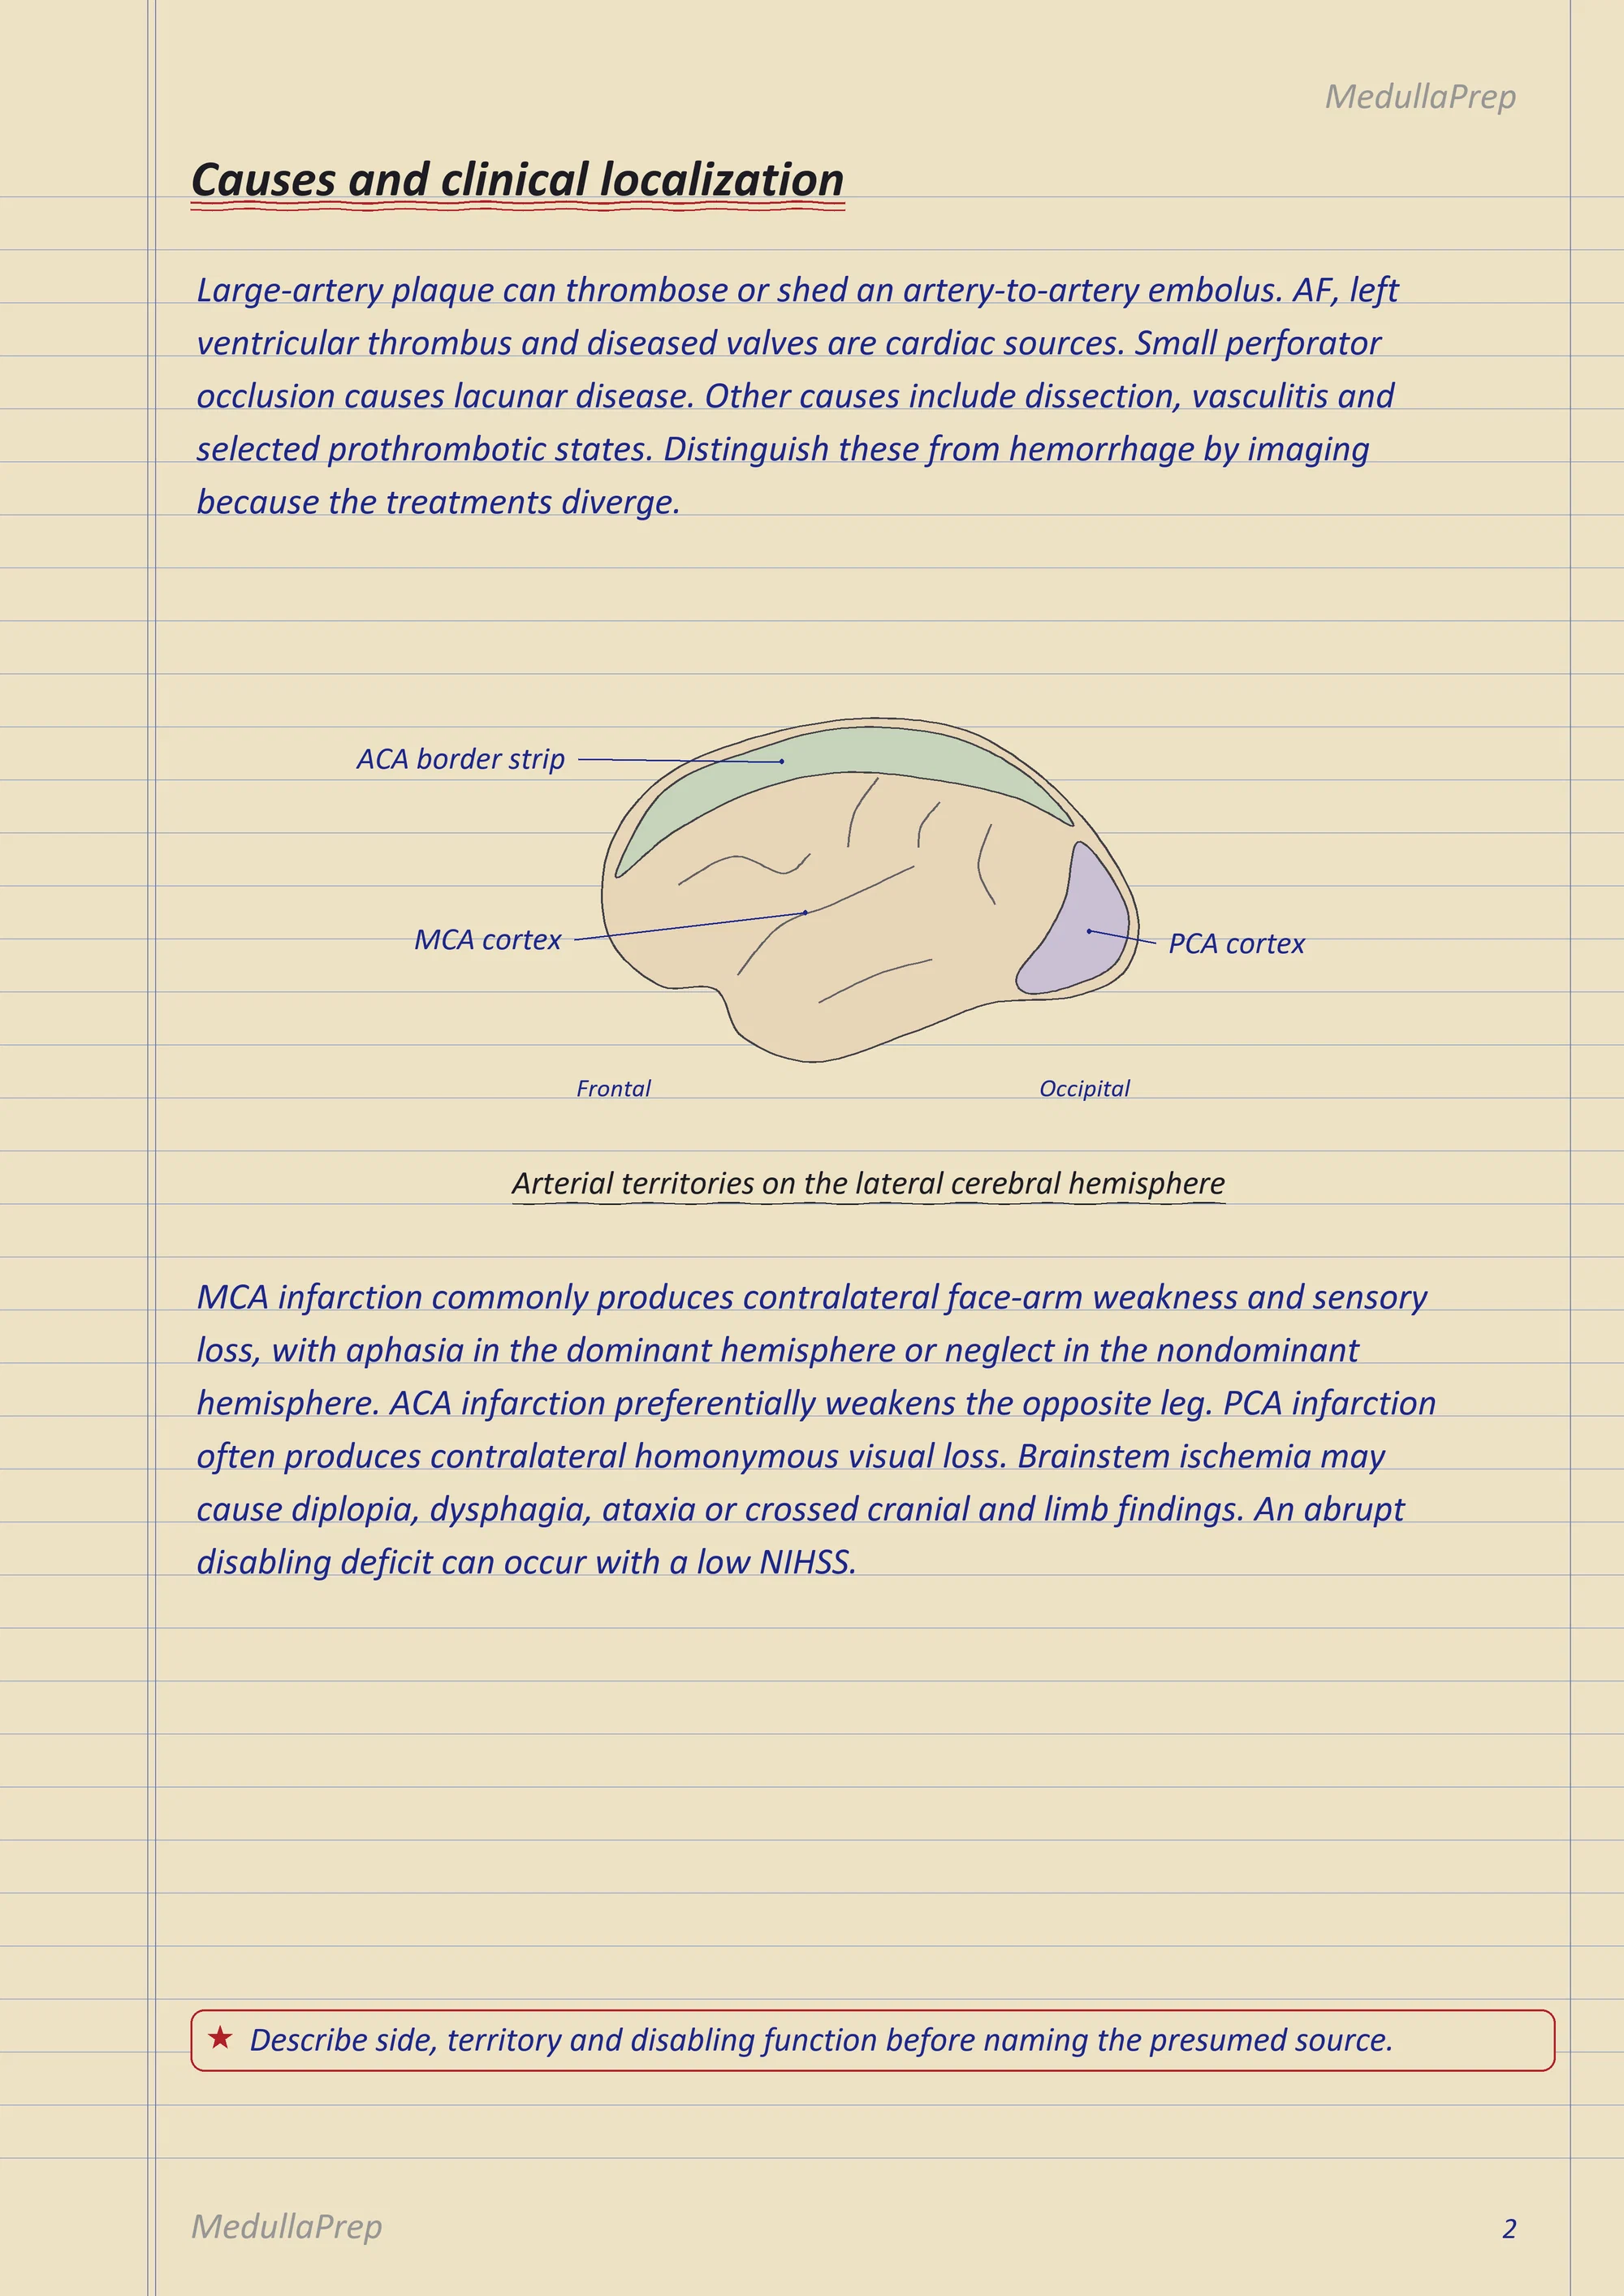 MedullaPrep
Causes and clinical localization
Large-artery plaque can thrombose or shed an artery-to-artery embolus. AF, left
ventricular thrombus and diseased valves are cardiac sources. Small perforator
occlusion causes lacunar disease. Other causes include dissection, vasculitis and
selected prothrombotic states. Distinguish these from hemorrhage by imaging
because the treatments diverge.
ACA border strip
MCA cortex
PCA cortex
Frontal
Occipital
Arterial territories on the lateral cerebral hemisphere
MCA infarction commonly produces contralateral face-arm weakness and sensory
loss, with aphasia in the dominant hemisphere or neglect in the nondominant
hemisphere. ACA infarction preferentially weakens the opposite leg. PCA infarction
often produces contralateral homonymous visual loss. Brainstem ischemia may
cause diplopia, dysphagia, ataxia or crossed cranial and limb findings. An abrupt
disabling deficit can occur with a low NIHSS.
★ Describe side, territory and disabling function before naming the presumed source.
MedullaPrep
2